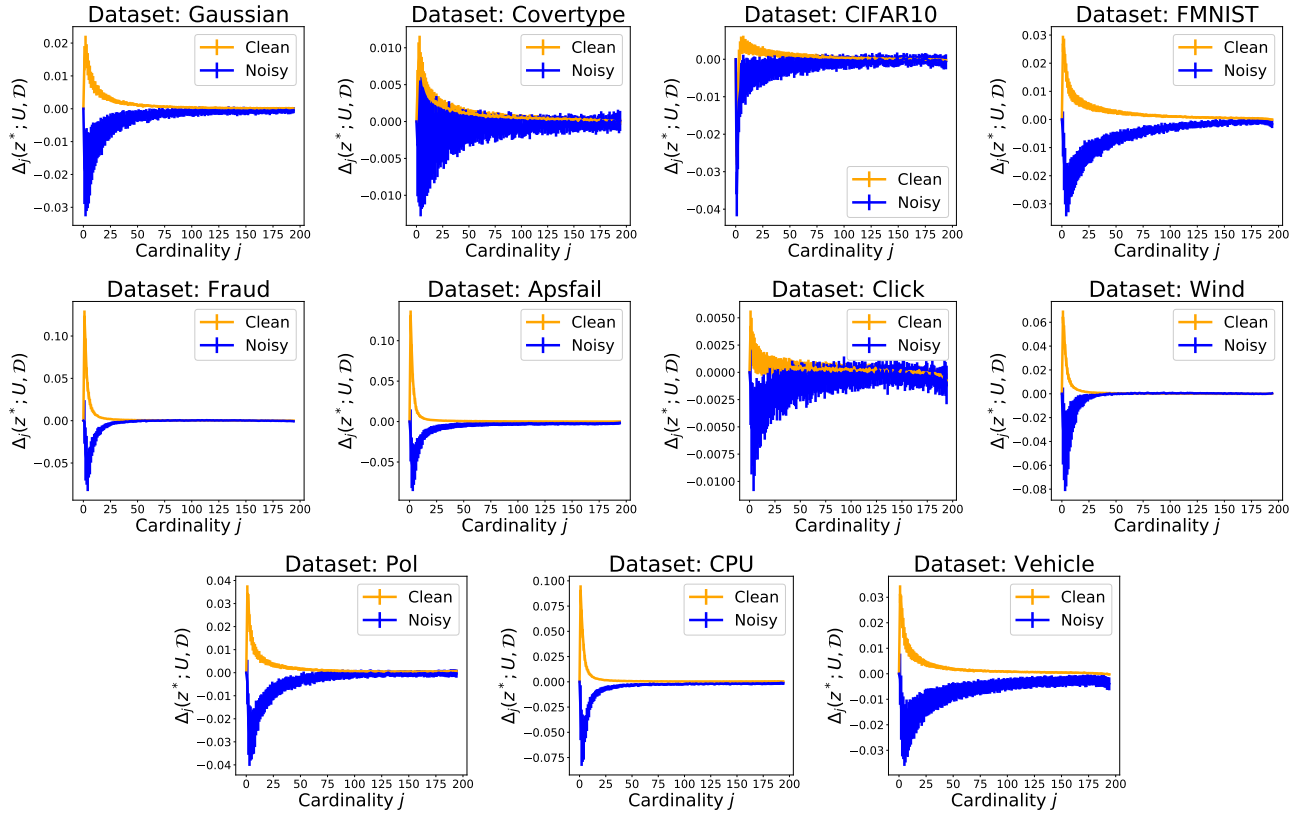 Dataset: Gaussian
Δ_j(z*; U, 𝒟)
0.02
0.01
0.00
−0.01
−0.02
−0.03
Clean
Noisy
0 25 50 75 100 125 150 175 200
Cardinality j
Dataset: Covertype
Δ_j(z*; U, 𝒟)
0.010
0.005
0.000
−0.005
−0.010
Clean
Noisy
0 25 50 75 100 125 150 175 200
Cardinality j
Dataset: CIFAR10
Δ_j(z*; U, 𝒟)
0.00
−0.01
−0.02
−0.03
−0.04
Clean
Noisy
0 25 50 75 100 125 150 175 200
Cardinality j
Dataset: FMNIST
Δ_j(z*; U, 𝒟)
0.03
0.02
0.01
0.00
−0.01
−0.02
−0.03
Clean
Noisy
0 25 50 75 100 125 150 175 200
Cardinality j
Dataset: Fraud
Δ_j(z*; U, 𝒟)
0.10
0.05
0.00
−0.05
Clean
Noisy
0 25 50 75 100 125 150 175 200
Cardinality j
Dataset: Apsfail
Δ_j(z*; U, 𝒟)
0.10
0.05
0.00
−0.05
Clean
Noisy
0 25 50 75 100 125 150 175 200
Cardinality j
Dataset: Click
Δ_j(z*; U, 𝒟)
0.0050
0.0025
0.0000
−0.0025
−0.0050
−0.0075
−0.0100
Clean
Noisy
0 25 50 75 100 125 150 175 200
Cardinality j
Dataset: Wind
Δ_j(z*; U, 𝒟)
0.06
0.04
0.02
0.00
−0.02
−0.04
−0.06
−0.08
Clean
Noisy
0 25 50 75 100 125 150 175 200
Cardinality j
Dataset: Pol
Δ_j(z*; U, 𝒟)
0.04
0.03
0.02
0.01
0.00
−0.01
−0.02
−0.03
−0.04
Clean
Noisy
0 25 50 75 100 125 150 175 200
Cardinality j
Dataset: CPU
Δ_j(z*; U, 𝒟)
0.100
0.075
0.050
0.025
0.000
−0.025
−0.050
−0.075
Clean
Noisy
0 25 50 75 100 125 150 175 200
Cardinality j
Dataset: Vehicle
Δ_j(z*; U, 𝒟)
0.03
0.02
0.01
0.00
−0.01
−0.02
−0.03
Clean
Noisy
0 25 50 75 100 125 150 175 200
Cardinality j